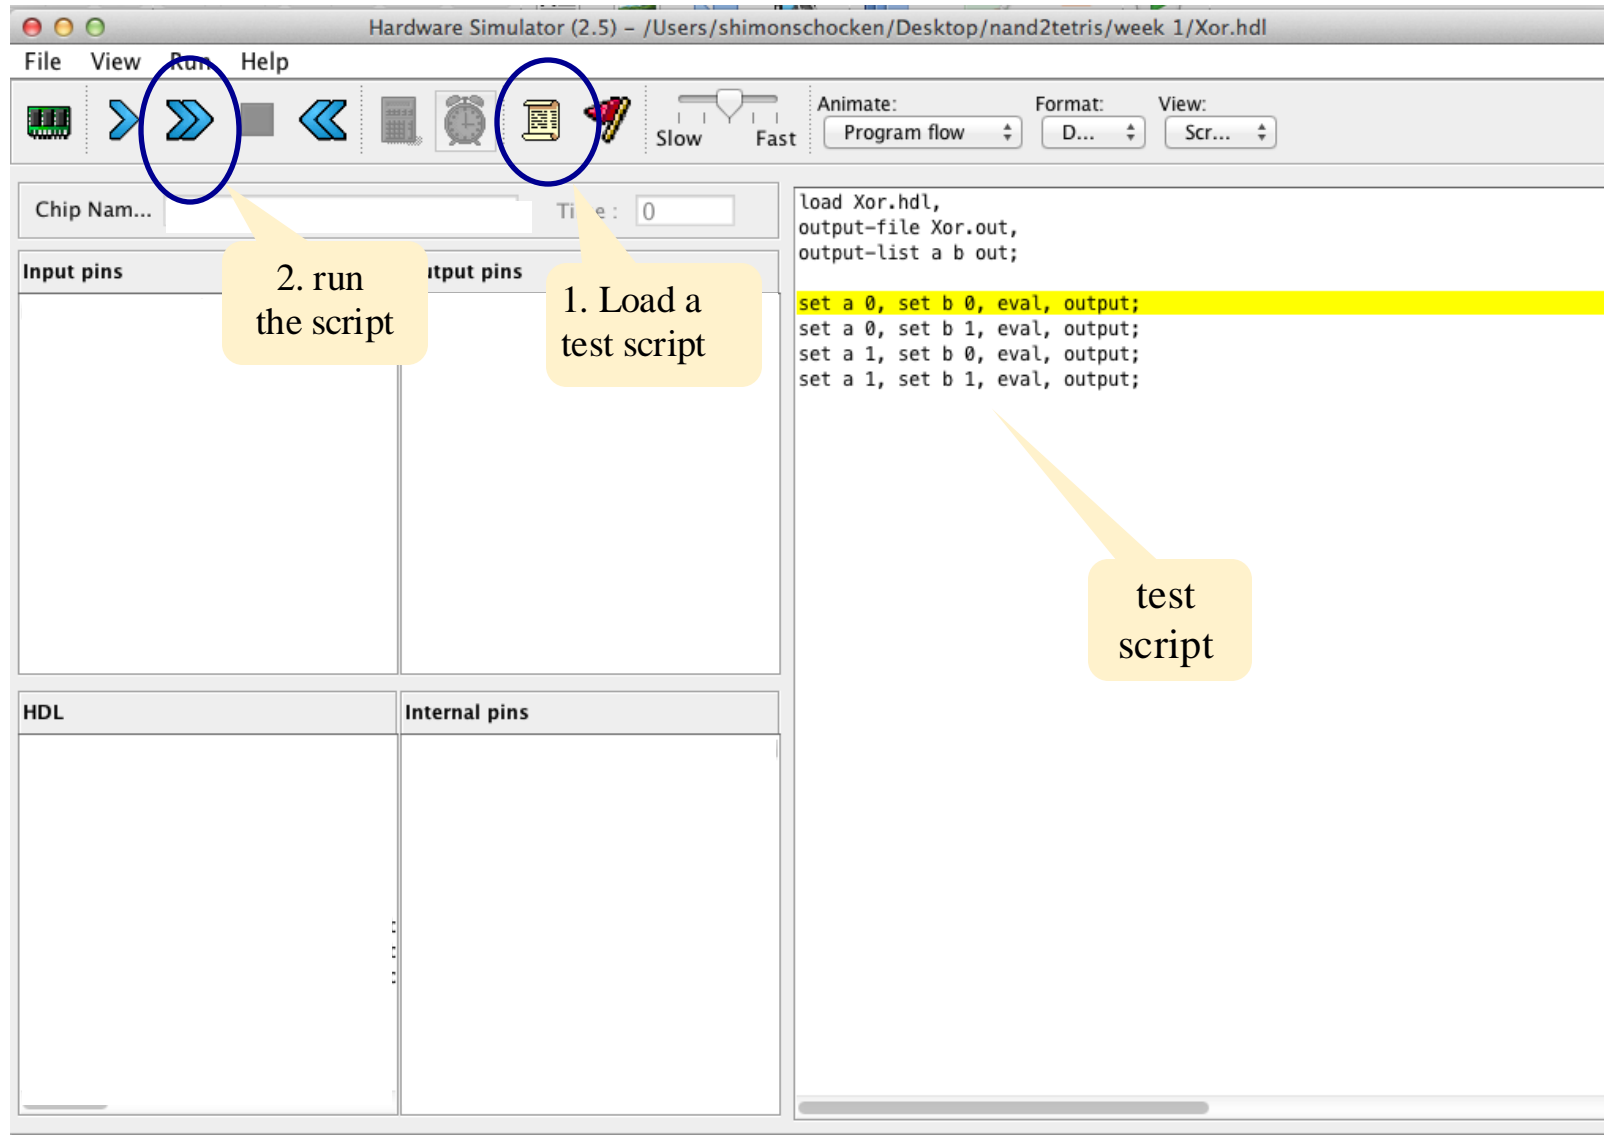 Hardware Simulator (2.5) – /Users/shimonschocken/Desktop/nand2tetris/week 1/Xor.hdl
File View Run Help
Animate: Format: View:
Slow Fast Program flow D... Scr...
Chip Nam... 0
load Xor.hdl,
output-file Xor.out,
output-list a b out;
set a 0, set b 0, eval, output;
set a 0, set b 1, eval, output;
set a 1, set b 0, eval, output;
set a 1, set b 1, eval, output;
Input pins
pins
2. run
the script
1. Load a
test script
test
script
HDL
Internal pins